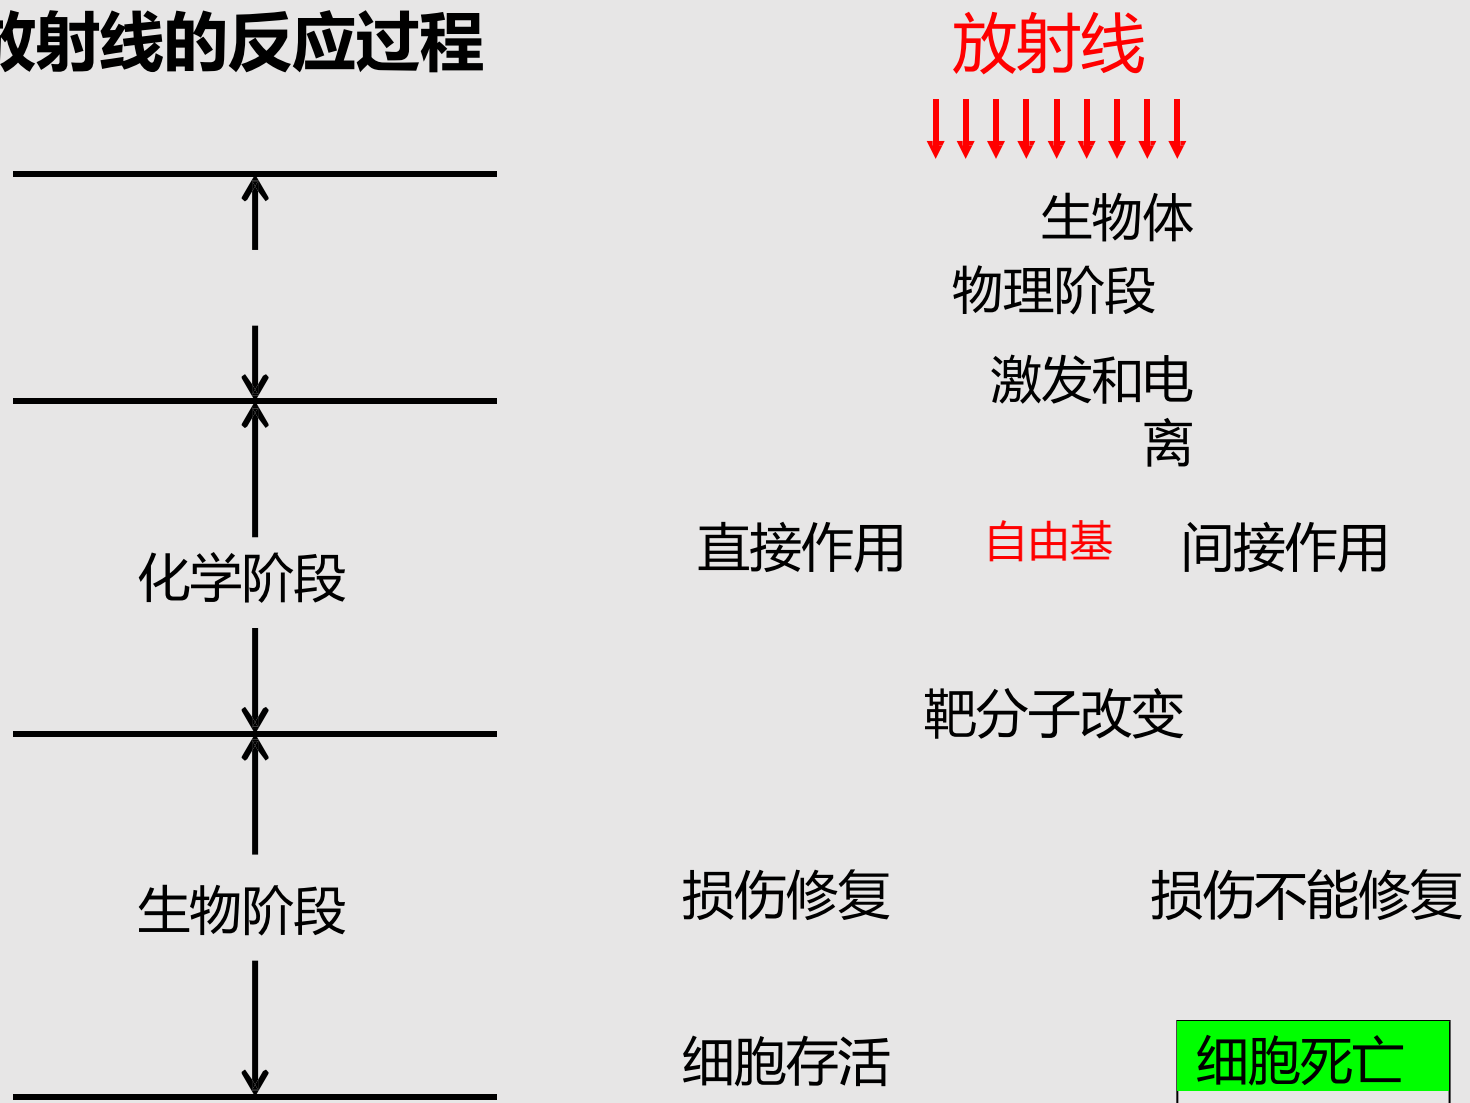 放射线的反应过程
放射线
生物体
物理阶段
激发和电
离
直接作用 自由基 间接作用
化学阶段
靶分子改变
损伤修复 损伤不能修复
生物阶段
细胞存活 细胞死亡